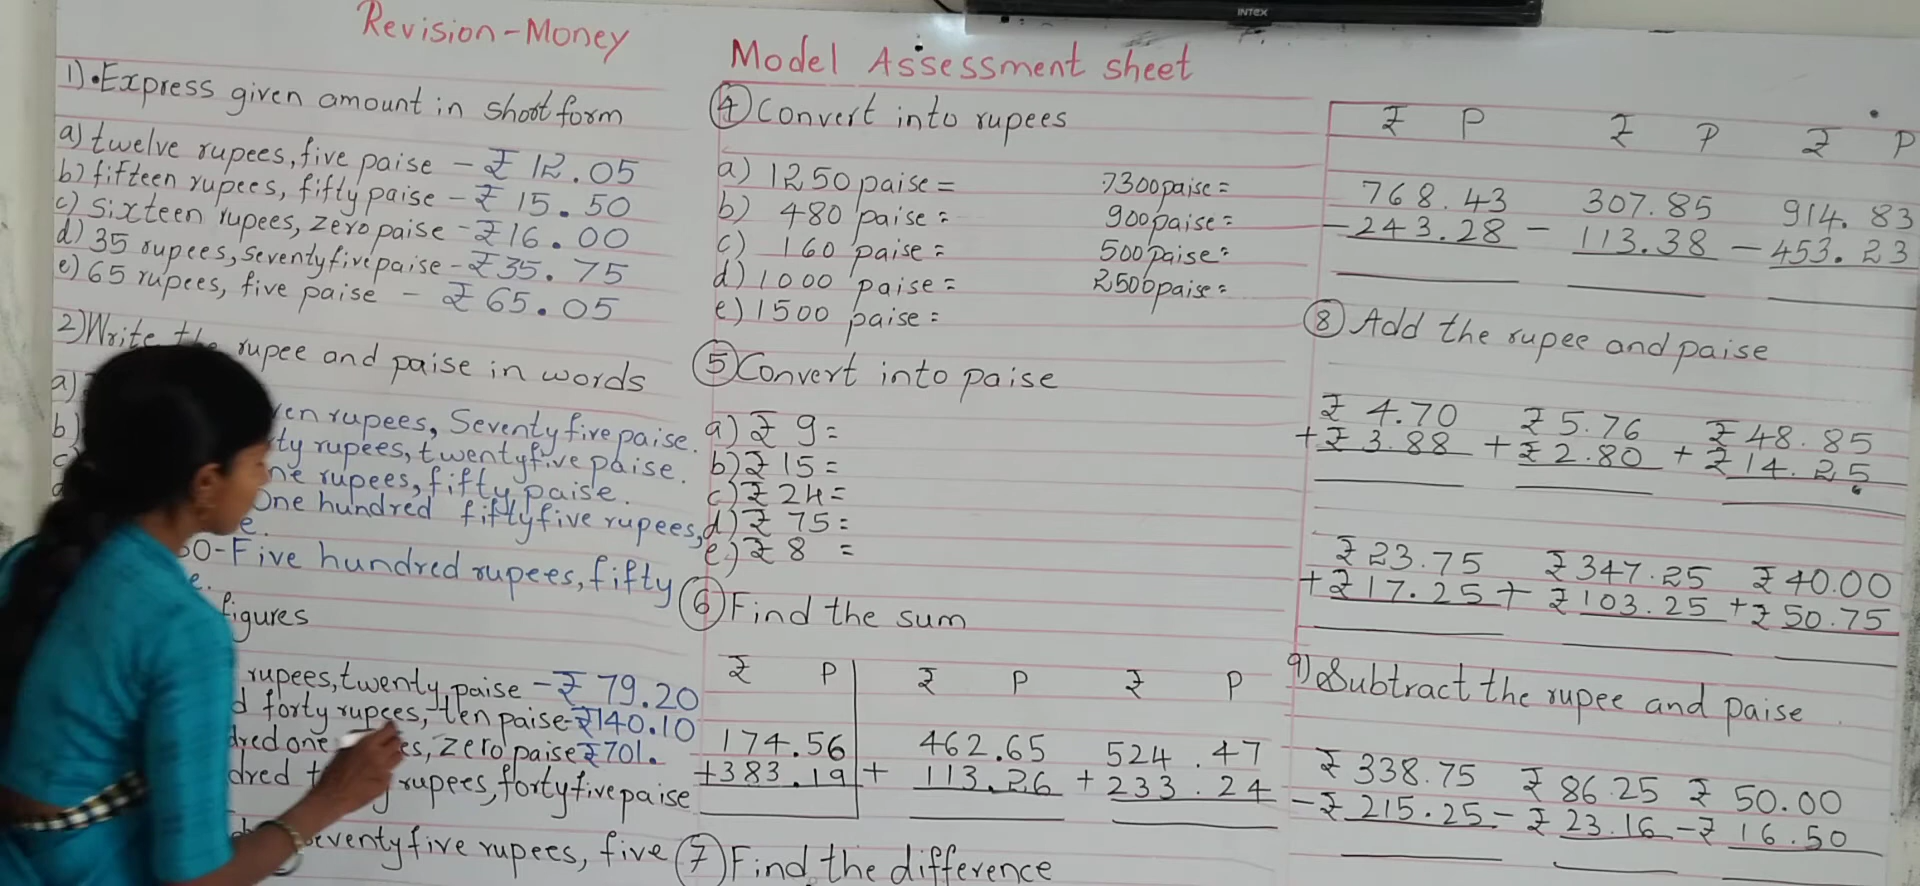 INTEX
Revision-Money
1).Express given amount in short form
a) twelve rupees, five paise - ₹ 12.05
b) fifteen rupees, fifty paise - ₹ 15.50
c) Sixteen rupees, zero paise - ₹16.00
d) 35 rupees, seventyfive paise - ₹35.75
e) 65 rupees, five paise - ₹ 65.05
2) Write the rupee and paise in words
a)
b) rupees, Seventyfive paise.
c) rupees, twentyfive paise.
rupees, fifty paise.
One hundred fiftyfive rupees,
Five hundred rupees, fifty
figures
rupees, twenty paise - ₹ 79.20
forty rupees, ten paise-₹140.10
one zero paise ₹701.
rupees, fortyfive paise
seventyfive rupees, five
Model Assessment sheet
4 Convert into rupees
a) 1250 paise = 7300 paise =
b) 480 paise = 900 paise =
c) 160 paise = 500 paise =
d) 1000 paise = 2500 paise =
e) 1500 paise =
5 Convert into paise
a) ₹ 9 =
b) ₹ 15 =
c) ₹ 24 =
d) ₹ 75 =
e) ₹ 8 =
6 Find the sum
₹ P ₹ P ₹ P
174.56 462.65 524.47
+383.19 + 113.26 + 233.24
7 Find the difference
₹ P ₹ P ₹ P
768.43 307.85 914.83
-243.28 - 113.38 - 453.23
8 Add the rupee and paise
₹ 4.70 ₹ 5.76 ₹ 48.85
+ ₹ 3.88 + ₹ 2.80 + ₹ 14.25
₹ 23.75 ₹ 347.25 ₹ 40.00
+ ₹ 17.25 + ₹ 103.25 + ₹ 50.75
9) Subtract the rupee and paise
₹ 338.75 ₹ 86.25 ₹ 50.00
- ₹ 215.25 - ₹ 23.16 - ₹ 16.50